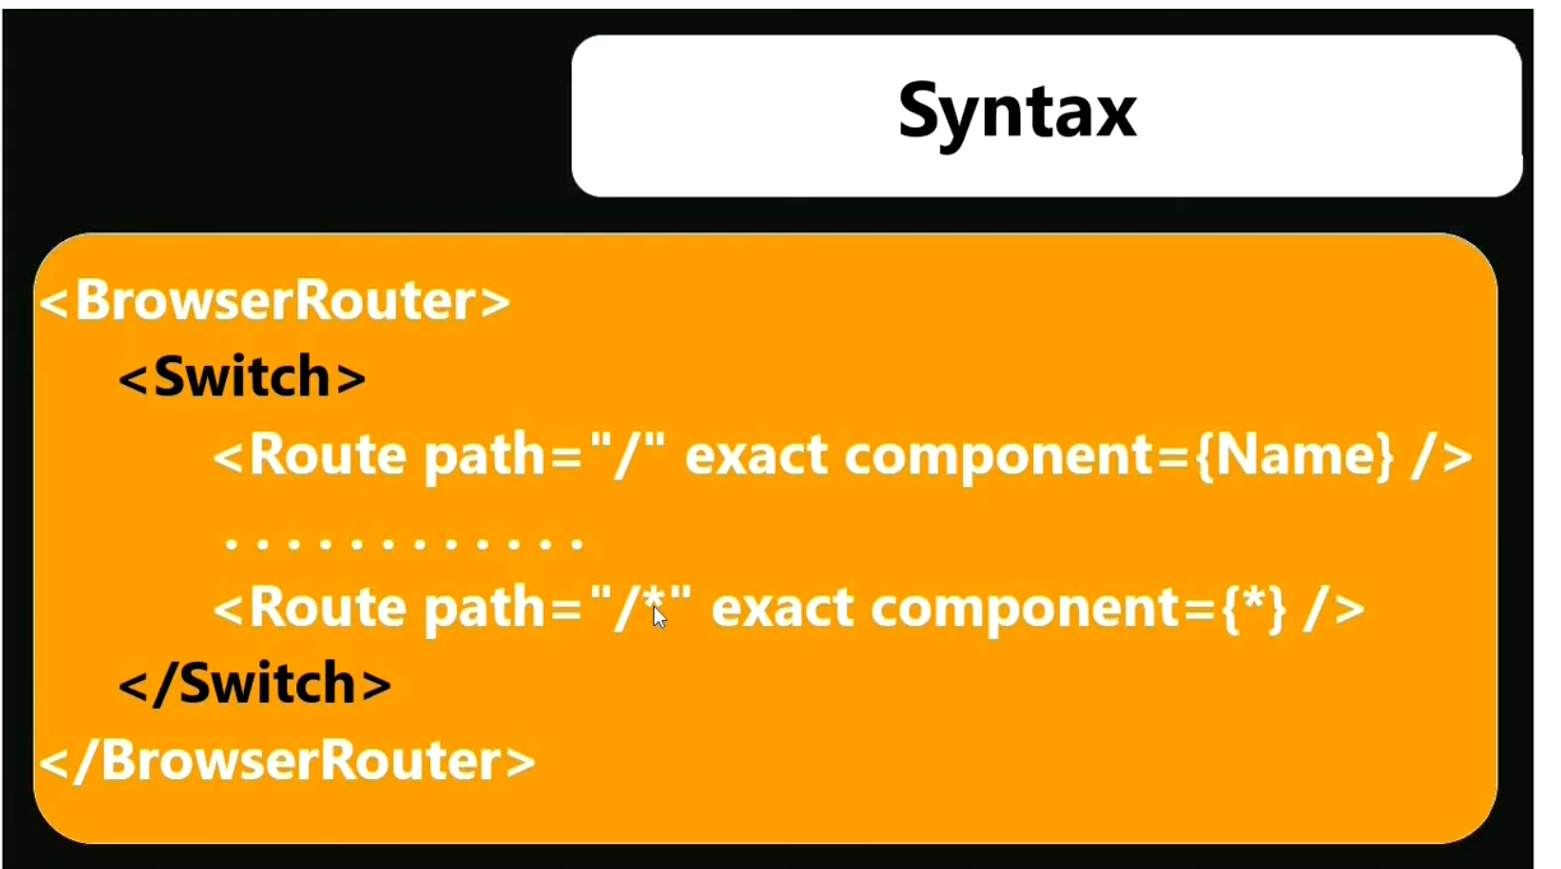 Syntax
<BrowserRouter>
<Switch>
<Route path="/" exact component={Name} />
............
<Route path="/*" exact component={*} />
</Switch>
</BrowserRouter>